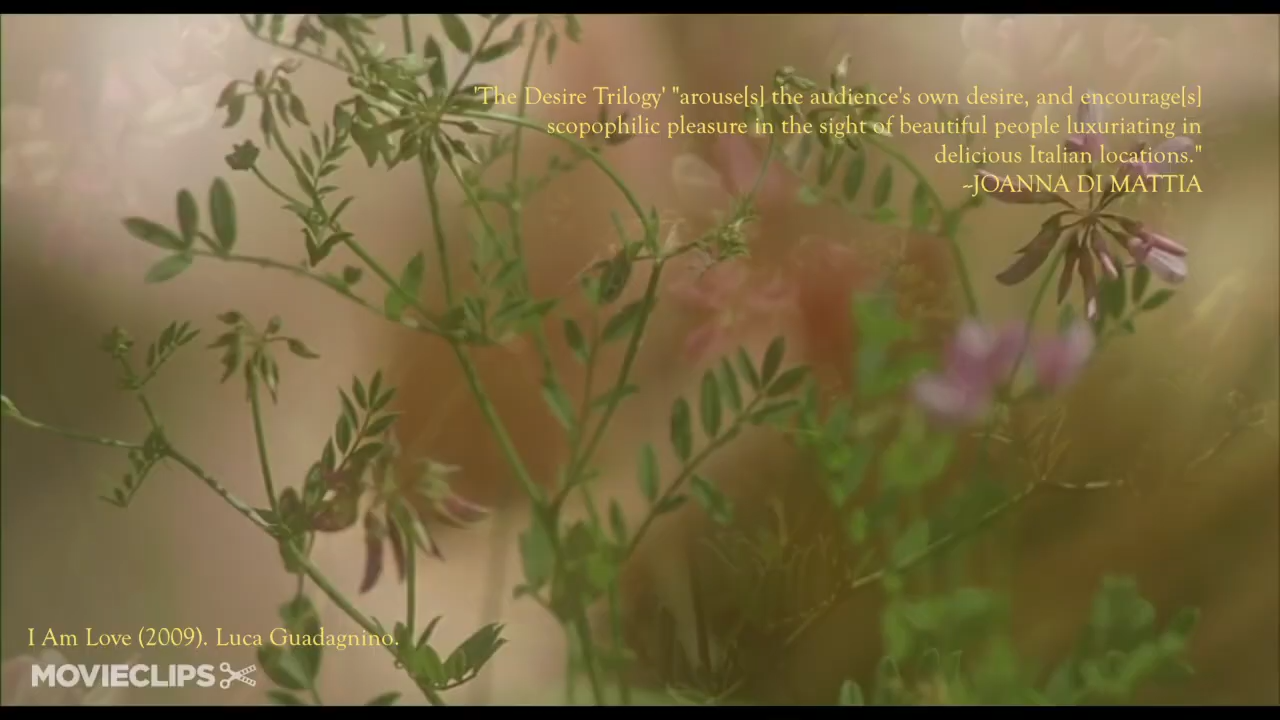 'The Desire Trilogy' "arouse[s] the audience's own desire, and encourage[s]
scopophilic pleasure in the sight of beautiful people luxuriating in
delicious Italian locations."
~JOANNA DI MATTIA
I Am Love (2009). Luca Guadagnino.
MOVIECLIPS